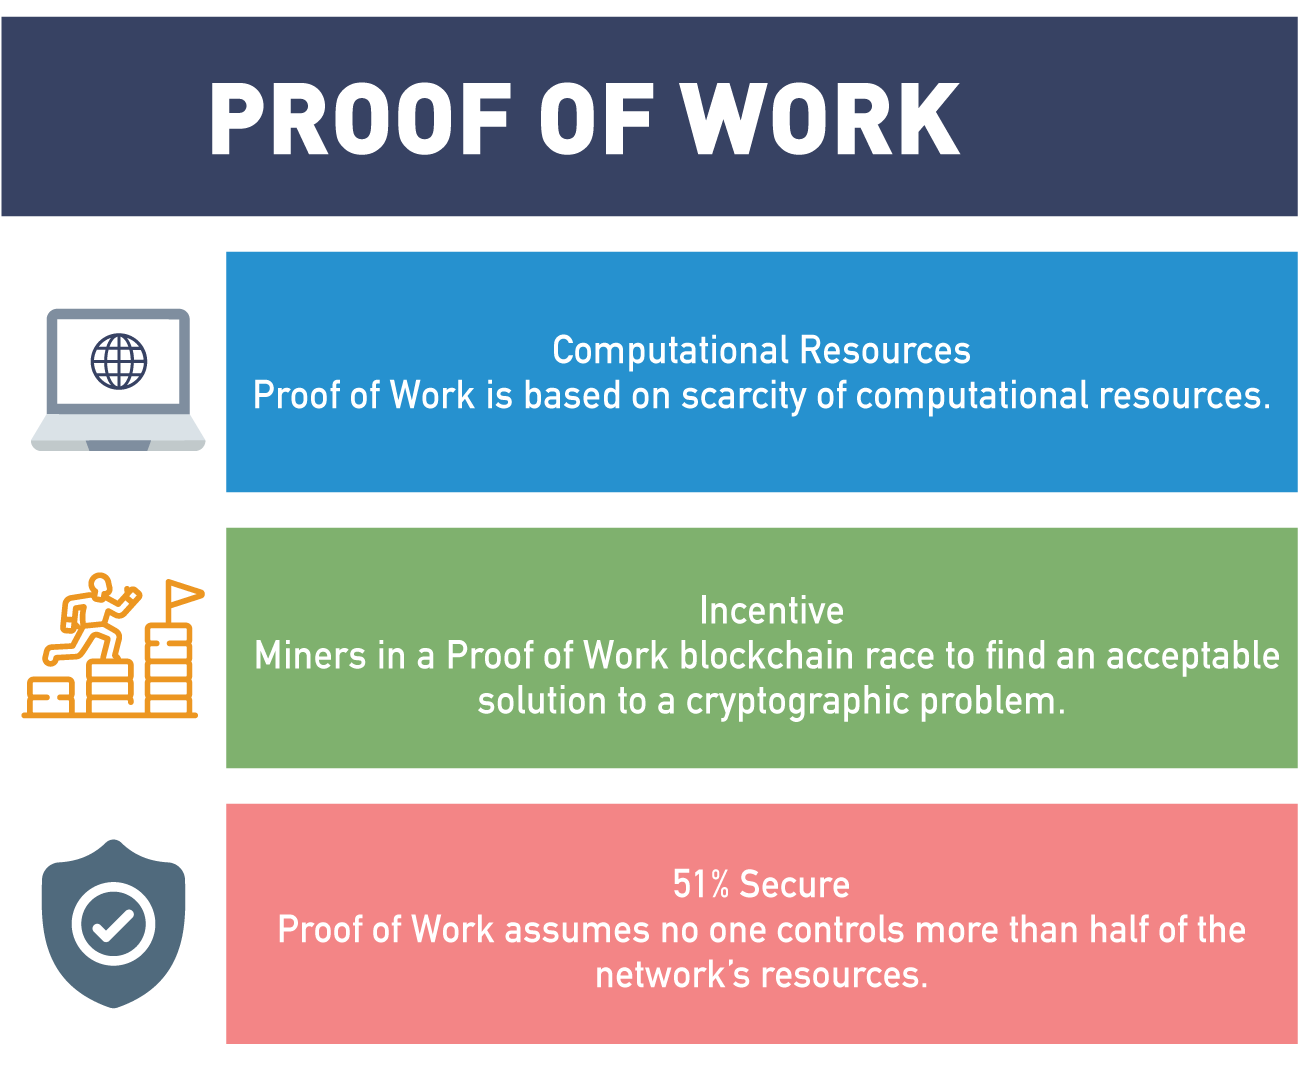 PROOF OF WORK
Computational Resources
Proof of Work is based on scarcity of computational resources.
Incentive
Miners in a Proof of Work blockchain race to find an acceptable
solution to a cryptographic problem.
51% Secure
Proof of Work assumes no one controls more than half of the
network’s resources.